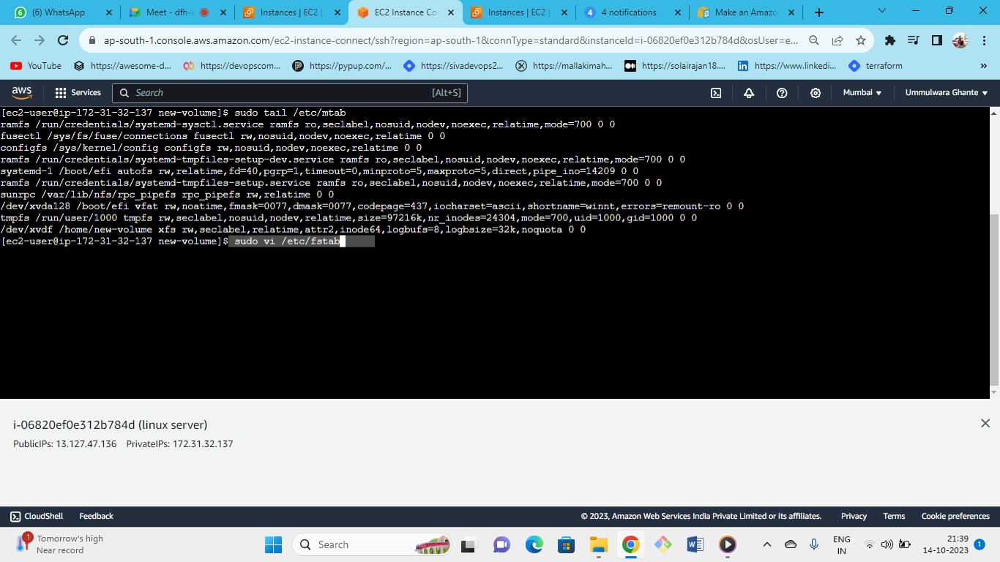 (6) WhatsApp
Meet - dfh-
Instances | EC2
EC2 Instance Co
Instances | EC2
4 notifications
Make an Amazo
ap-south-1.console.aws.amazon.com/ec2-instance-connect/ssh?region=ap-south-1&connType=standard&instanceId=i-06820ef0e312b784d&osUser=e...
YouTube
https://awesome-d...
https://devopscom...
https://pypup.com/...
https://sivadevops2...
https://mallakimah...
https://solairajan18....
https://www.linkedi...
terraform
»
aws
Services
Search
[Alt+S]
Mumbai
Ummulwara Ghante
[ec2-user@ip-172-31-32-137 new-volume]$ sudo tail /etc/mtab
ramfs /run/credentials/systemd-sysctl.service ramfs ro,seclabel,nosuid,nodev,noexec,relatime,mode=700 0 0
fusectl /sys/fs/fuse/connections fusectl rw,nosuid,nodev,noexec,relatime 0 0
configfs /sys/kernel/config configfs rw,nosuid,nodev,noexec,relatime 0 0
ramfs /run/credentials/systemd-tmpfiles-setup-dev.service ramfs ro,seclabel,nosuid,nodev,noexec,relatime,mode=700 0 0
systemd-1 /boot/efi autofs rw,relatime,fd=40,pgrp=1,timeout=0,minproto=5,maxproto=5,direct,pipe_ino=14209 0 0
ramfs /run/credentials/systemd-tmpfiles-setup.service ramfs ro,seclabel,nosuid,nodev,noexec,relatime,mode=700 0 0
sunrpc /var/lib/nfs/rpc_pipefs rpc_pipefs rw,relatime 0 0
/dev/xvda128 /boot/efi vfat rw,noatime,fmask=0077,dmask=0077,codepage=437,iocharset=ascii,shortname=winnt,errors=remount-ro 0 0
tmpfs /run/user/1000 tmpfs rw,seclabel,nosuid,nodev,relatime,size=97216k,nr_inodes=24304,mode=700,uid=1000,gid=1000 0 0
/dev/xvdf /home/new-volume xfs rw,seclabel,relatime,attr2,inode64,logbufs=8,logbsize=32k,noquota 0 0
[ec2-user@ip-172-31-32-137 new-volume]$ sudo vi /etc/fstab
i-06820ef0e312b784d (linux server)
PublicIPs: 13.127.47.136 PrivateIPs: 172.31.32.137
CloudShell
Feedback
© 2023, Amazon Web Services India Private Limited or its affiliates.
Privacy
Terms
Cookie preferences
1
Tomorrow's high
Near record
Search
ENG
IN
21:39
14-10-2023
1